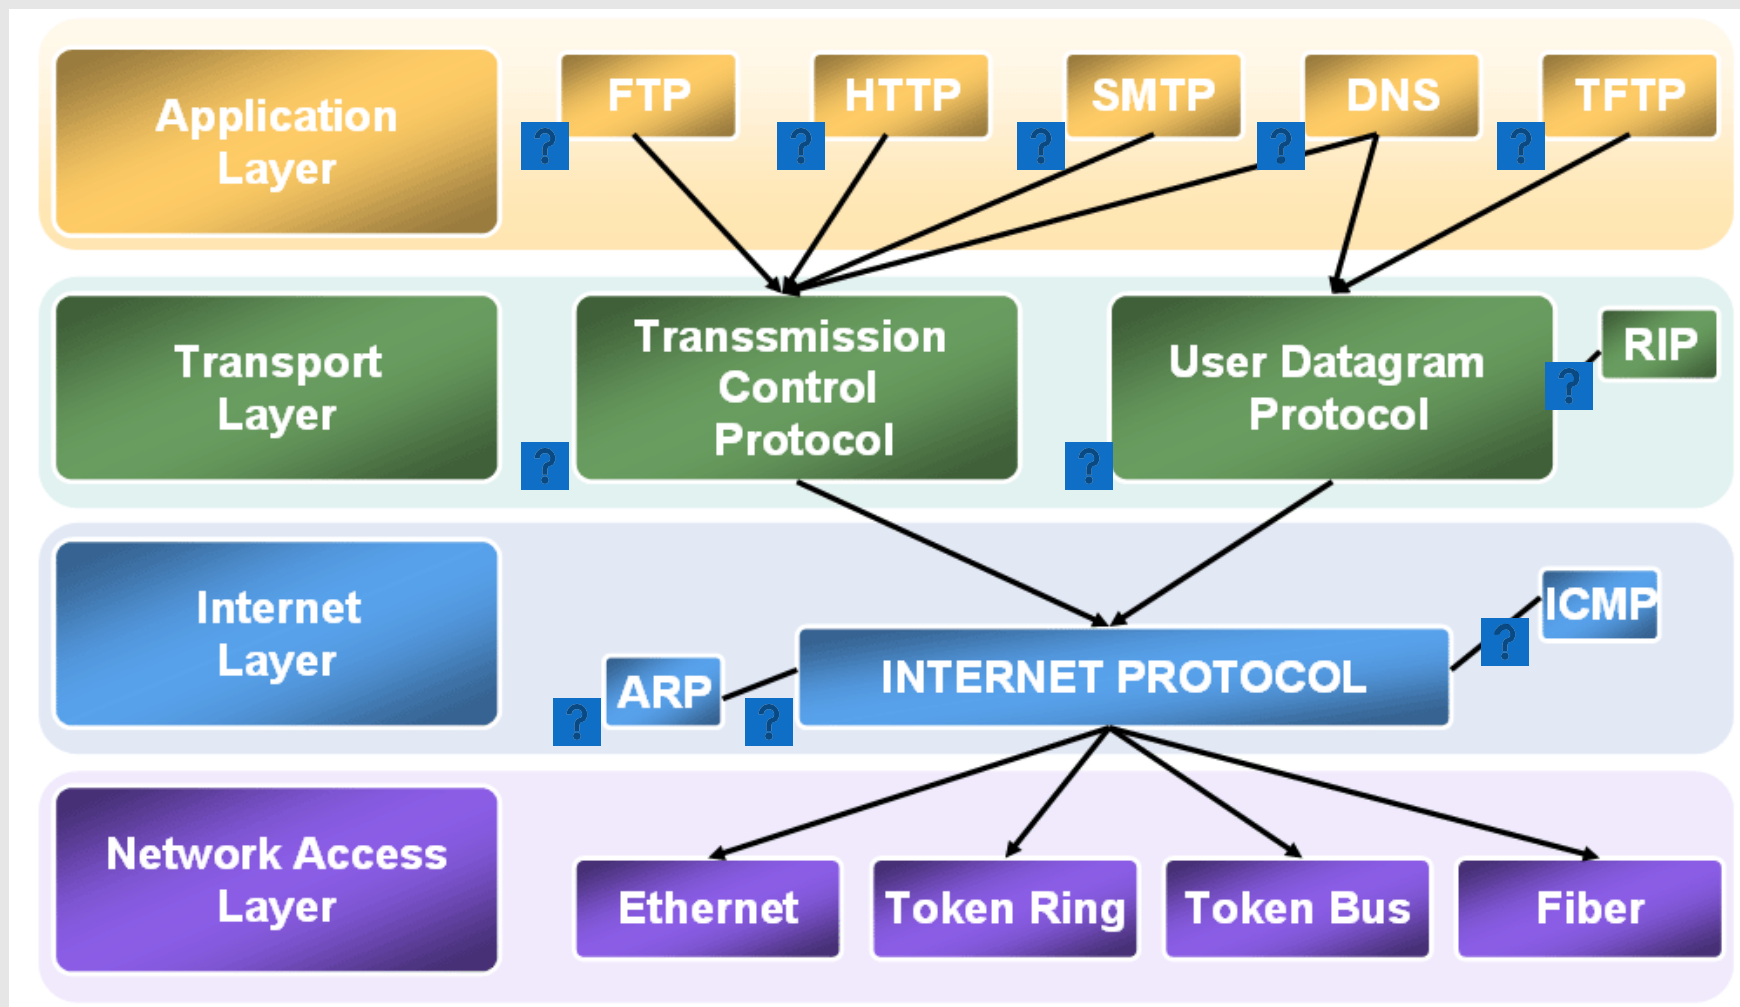 Application
Layer
FTP
HTTP
SMTP
DNS
TFTP
?
?
?
?
?
Transport
Layer
Transsmission
Control
Protocol
User Datagram
Protocol
RIP
?
?
?
Internet
Layer
ARP
INTERNET PROTOCOL
ICMP
?
?
?
Network Access
Layer
Ethernet
Token Ring
Token Bus
Fiber